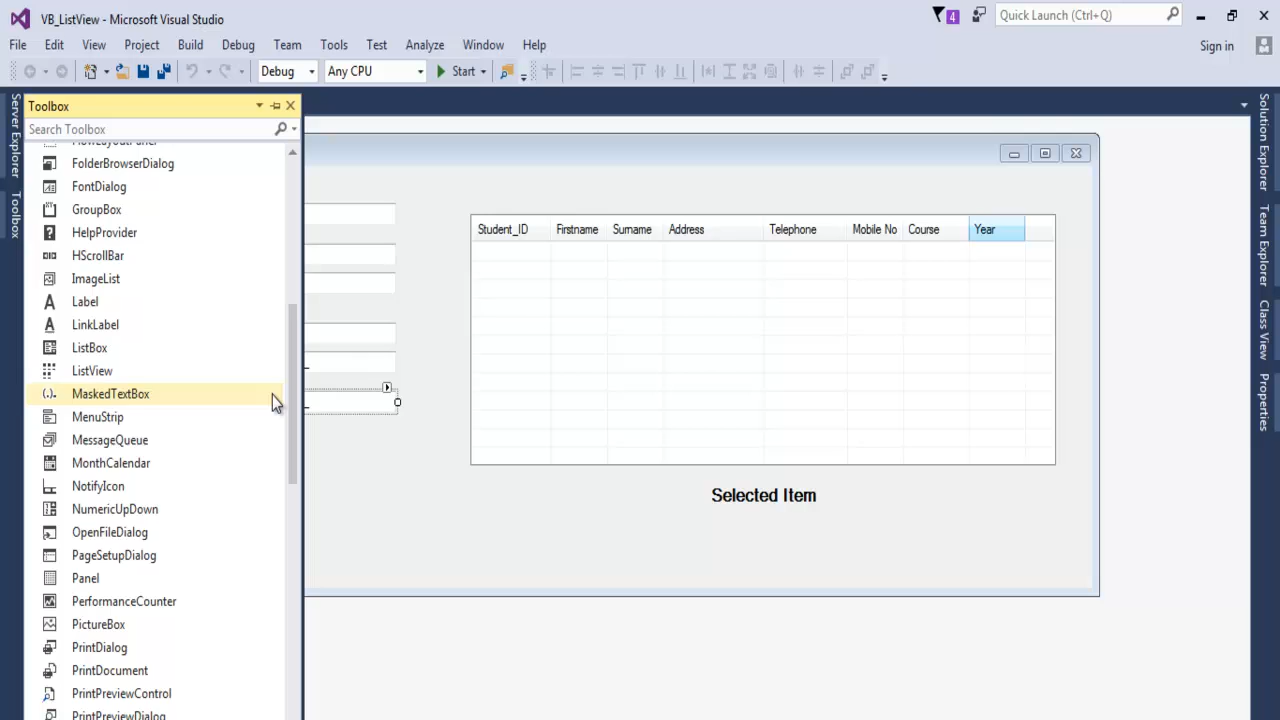 VB_ListView - Microsoft Visual Studio
4
Quick Launch (Ctrl+Q)
File Edit View Project Build Debug Team Tools Test Analyze Window Help
Sign in
Debug Any CPU Start
Server Explorer
Toolbox
Toolbox
Search Toolbox
FlowLayoutPanel
FolderBrowserDialog
FontDialog
GroupBox
HelpProvider
HScrollBar
ImageList
Label
LinkLabel
ListBox
ListView
MaskedTextBox
MenuStrip
MessageQueue
MonthCalendar
NotifyIcon
NumericUpDown
OpenFileDialog
PageSetupDialog
Panel
PerformanceCounter
PictureBox
PrintDialog
PrintDocument
PrintPreviewControl
PrintPreviewDialog
Student_ID Firstname Surname Address Telephone Mobile No Course Year
Selected Item
Solution Explorer
Team Explorer
Class View
Properties